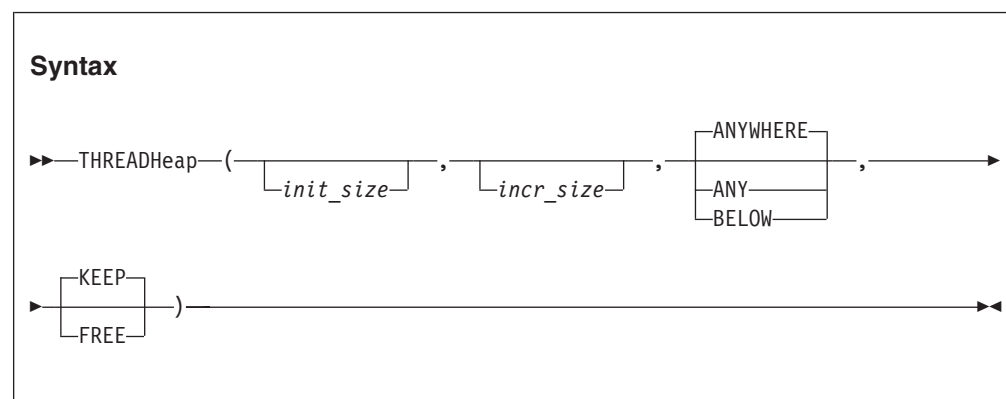 Syntax
ANYWHERE
THREADHeap ( , , ,
init_size incr_size ANY
BELOW
KEEP
)
FREE